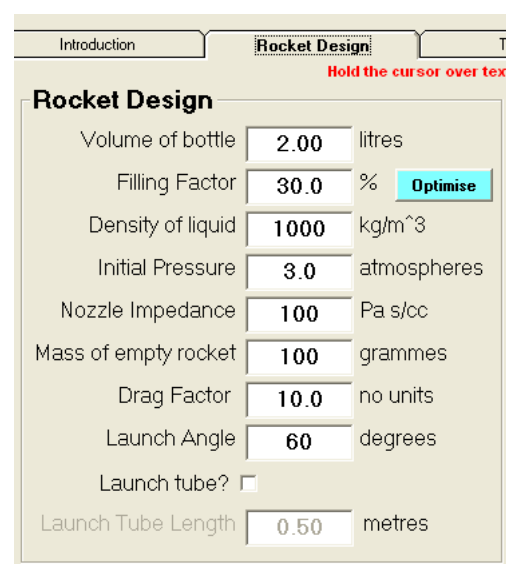 Introduction Rocket Design T
Hold the cursor over tex
Rocket Design
Volume of bottle 2.00 litres
Filling Factor 30.0 % Optimise
Density of liquid 1000 kg/m^3
Initial Pressure 3.0 atmospheres
Nozzle Impedance 100 Pa s/cc
Mass of empty rocket 100 grammes
Drag Factor 10.0 no units
Launch Angle 60 degrees
Launch tube?
Launch Tube Length 0.50 metres